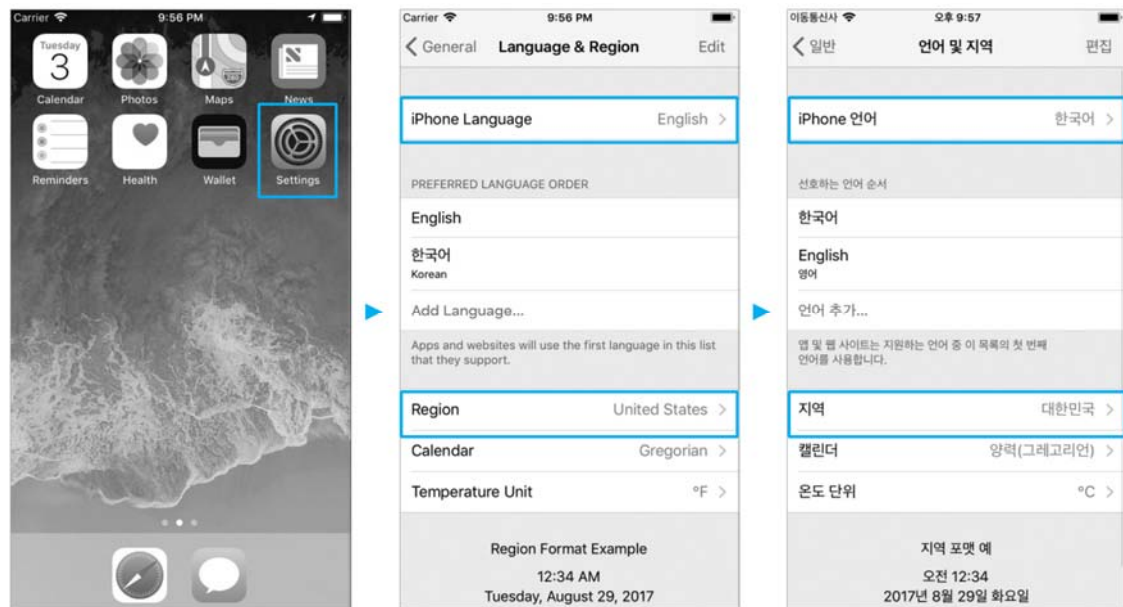 Carrier 9:56 PM
Tuesday
3
Calendar Photos Maps News
Reminders Health Wallet Settings
Carrier 9:56 PM
General Language & Region Edit
iPhone Language English
PREFERRED LANGUAGE ORDER
English
한국어
Korean
Add Language...
Apps and websites will use the first language in this list
that they support.
Region United States
Calendar Gregorian
Temperature Unit °F
Region Format Example
12:34 AM
Tuesday, August 29, 2017
이동통신사 오후 9:57
일반 언어 및 지역 편집
iPhone 언어 한국어
선호하는 언어 순서
한국어
English
영어
언어 추가...
앱 및 웹 사이트는 지원하는 언어 중 이 목록의 첫 번째
언어를 사용합니다.
지역 대한민국
캘린더 양력(그레고리언)
온도 단위 °C
지역 포맷 예
오전 12:34
2017년 8월 29일 화요일